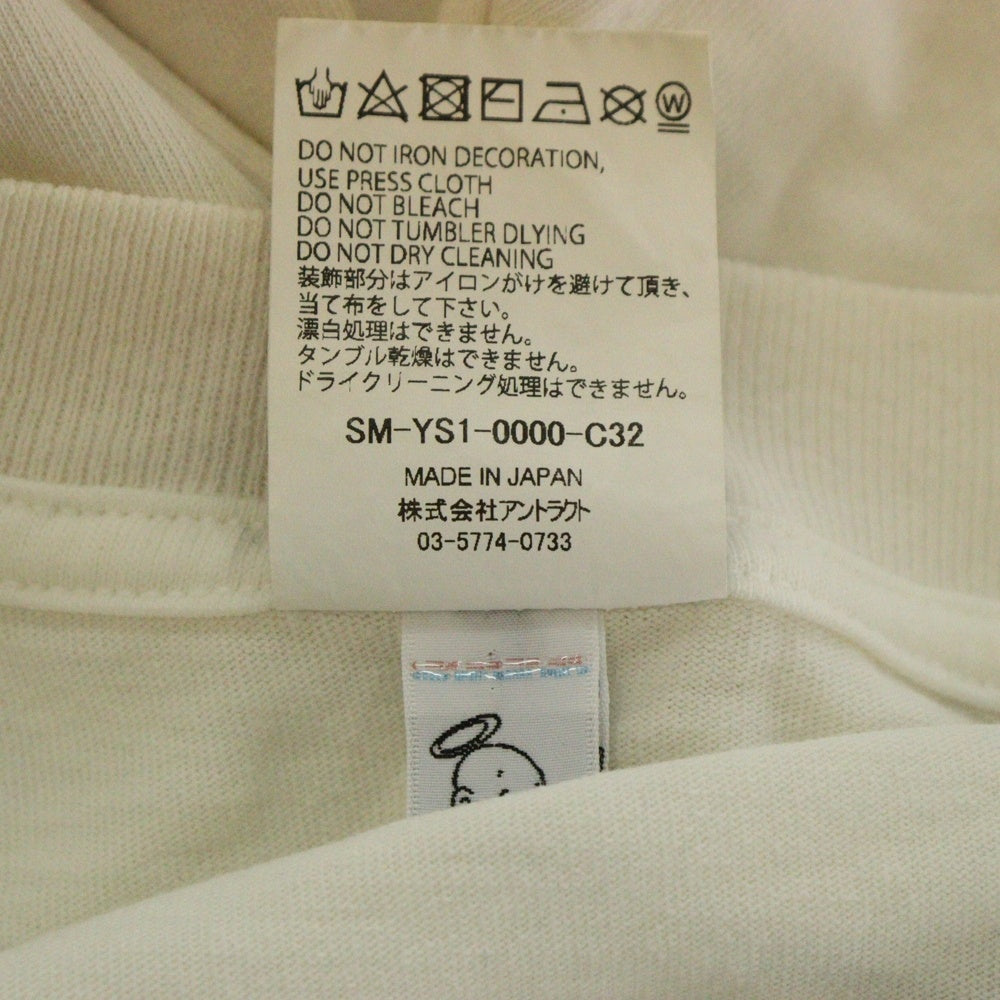 W
DO NOT IRON DECORATION,
USE PRESS CLOTH
DO NOT BLEACH
DO NOT TUMBLER DLYING
DO NOT DRY CLEANING
装飾部分はアイロンがけを避けて頂き、
当て布をして下さい。
漂白処理はできません。
タンブル乾燥はできません。
ドライクリーニング処理はできません。
SM-YS1-0000-C32
MADE IN JAPAN
株式会社アントラクト
03-5774-0733